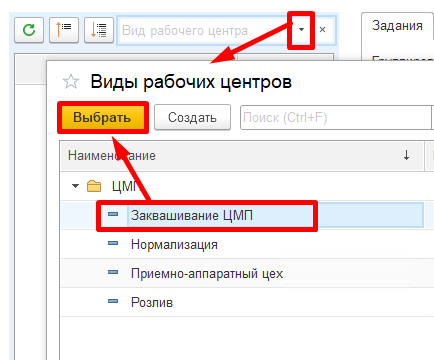 Вид рабочего центра
Задания
Виды рабочих центров
Выбрать Создать Поиск (Ctrl+F)
Наименование
ЦМП
Заквашивание ЦМП
Нормализация
Приемно-аппаратный цех
Розлив